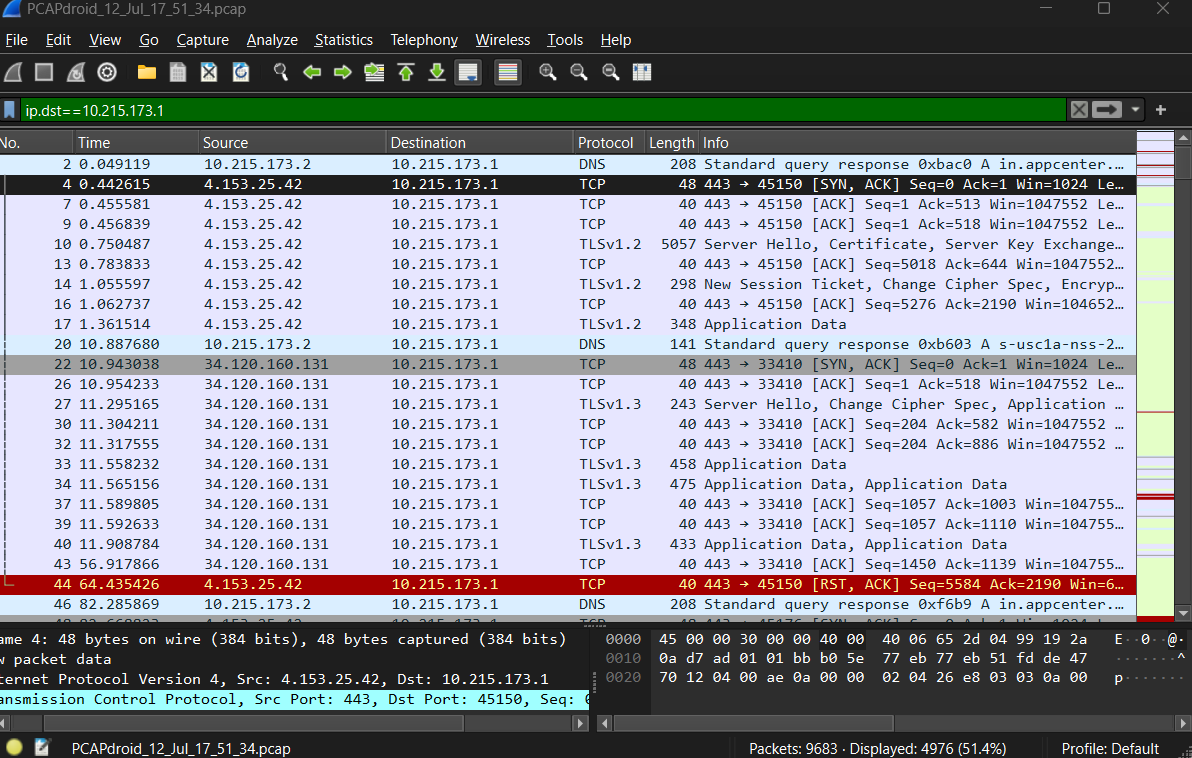 PCAPdroid_12_Jul_17_51_34.pcap
File Edit View Go Capture Analyze Statistics Telephony Wireless Tools Help
ip.dst==10.215.173.1
No. Time Source Destination Protocol Length Info
2 0.049119 10.215.173.2 10.215.173.1 DNS 208 Standard query response 0xbac0 A in.appcenter.…
4 0.442615 4.153.25.42 10.215.173.1 TCP 48 443 → 45150 [SYN, ACK] Seq=0 Ack=1 Win=1024 Le…
7 0.455581 4.153.25.42 10.215.173.1 TCP 40 443 → 45150 [ACK] Seq=1 Ack=513 Win=1047552 Le…
9 0.456839 4.153.25.42 10.215.173.1 TCP 40 443 → 45150 [ACK] Seq=1 Ack=518 Win=1047552 Le…
10 0.750487 4.153.25.42 10.215.173.1 TLSv1.2 5057 Server Hello, Certificate, Server Key Exchange…
13 0.783833 4.153.25.42 10.215.173.1 TCP 40 443 → 45150 [ACK] Seq=5018 Ack=644 Win=1047552…
14 1.055597 4.153.25.42 10.215.173.1 TLSv1.2 298 New Session Ticket, Change Cipher Spec, Encryp…
16 1.062737 4.153.25.42 10.215.173.1 TCP 40 443 → 45150 [ACK] Seq=5276 Ack=2190 Win=104652…
17 1.361514 4.153.25.42 10.215.173.1 TLSv1.2 348 Application Data
20 10.887680 10.215.173.2 10.215.173.1 DNS 141 Standard query response 0xb603 A s-usc1a-nss-2…
22 10.943038 34.120.160.131 10.215.173.1 TCP 48 443 → 33410 [SYN, ACK] Seq=0 Ack=1 Win=1024 Le…
26 10.954233 34.120.160.131 10.215.173.1 TCP 40 443 → 33410 [ACK] Seq=1 Ack=518 Win=1047552 Le…
27 11.295165 34.120.160.131 10.215.173.1 TLSv1.3 243 Server Hello, Change Cipher Spec, Application …
30 11.304211 34.120.160.131 10.215.173.1 TCP 40 443 → 33410 [ACK] Seq=204 Ack=582 Win=1047552 …
32 11.317555 34.120.160.131 10.215.173.1 TCP 40 443 → 33410 [ACK] Seq=204 Ack=886 Win=1047552 …
33 11.558232 34.120.160.131 10.215.173.1 TLSv1.3 458 Application Data
34 11.565156 34.120.160.131 10.215.173.1 TLSv1.3 475 Application Data, Application Data
37 11.589805 34.120.160.131 10.215.173.1 TCP 40 443 → 33410 [ACK] Seq=1057 Ack=1003 Win=104755…
39 11.592633 34.120.160.131 10.215.173.1 TCP 40 443 → 33410 [ACK] Seq=1057 Ack=1110 Win=104755…
40 11.908784 34.120.160.131 10.215.173.1 TLSv1.3 433 Application Data, Application Data
43 56.917866 34.120.160.131 10.215.173.1 TCP 40 443 → 33410 [ACK] Seq=1450 Ack=1139 Win=104755…
44 64.435426 4.153.25.42 10.215.173.1 TCP 40 443 → 45150 [RST, ACK] Seq=5584 Ack=2190 Win=6…
46 82.285869 10.215.173.2 10.215.173.1 DNS 208 Standard query response 0xf6b9 A in.appcenter.…
ame 4: 48 bytes on wire (384 bits), 48 bytes captured (384 bits)
w packet data
ternet Protocol Version 4, Src: 4.153.25.42, Dst: 10.215.173.1
ansmission Control Protocol, Src Port: 443, Dst Port: 45150, Seq: 0
0000 45 00 00 30 00 00 40 00 40 06 65 2d 04 99 19 2a E··0··@·
0010 0a d7 ad 01 01 bb b0 5e 77 eb 77 eb 51 fd de 47 ·······^
0020 70 12 04 00 ae 0a 00 00 02 04 26 e8 03 03 0a 00 p·······
PCAPdroid_12_Jul_17_51_34.pcap Packets: 9683 · Displayed: 4976 (51.4%) Profile: Default